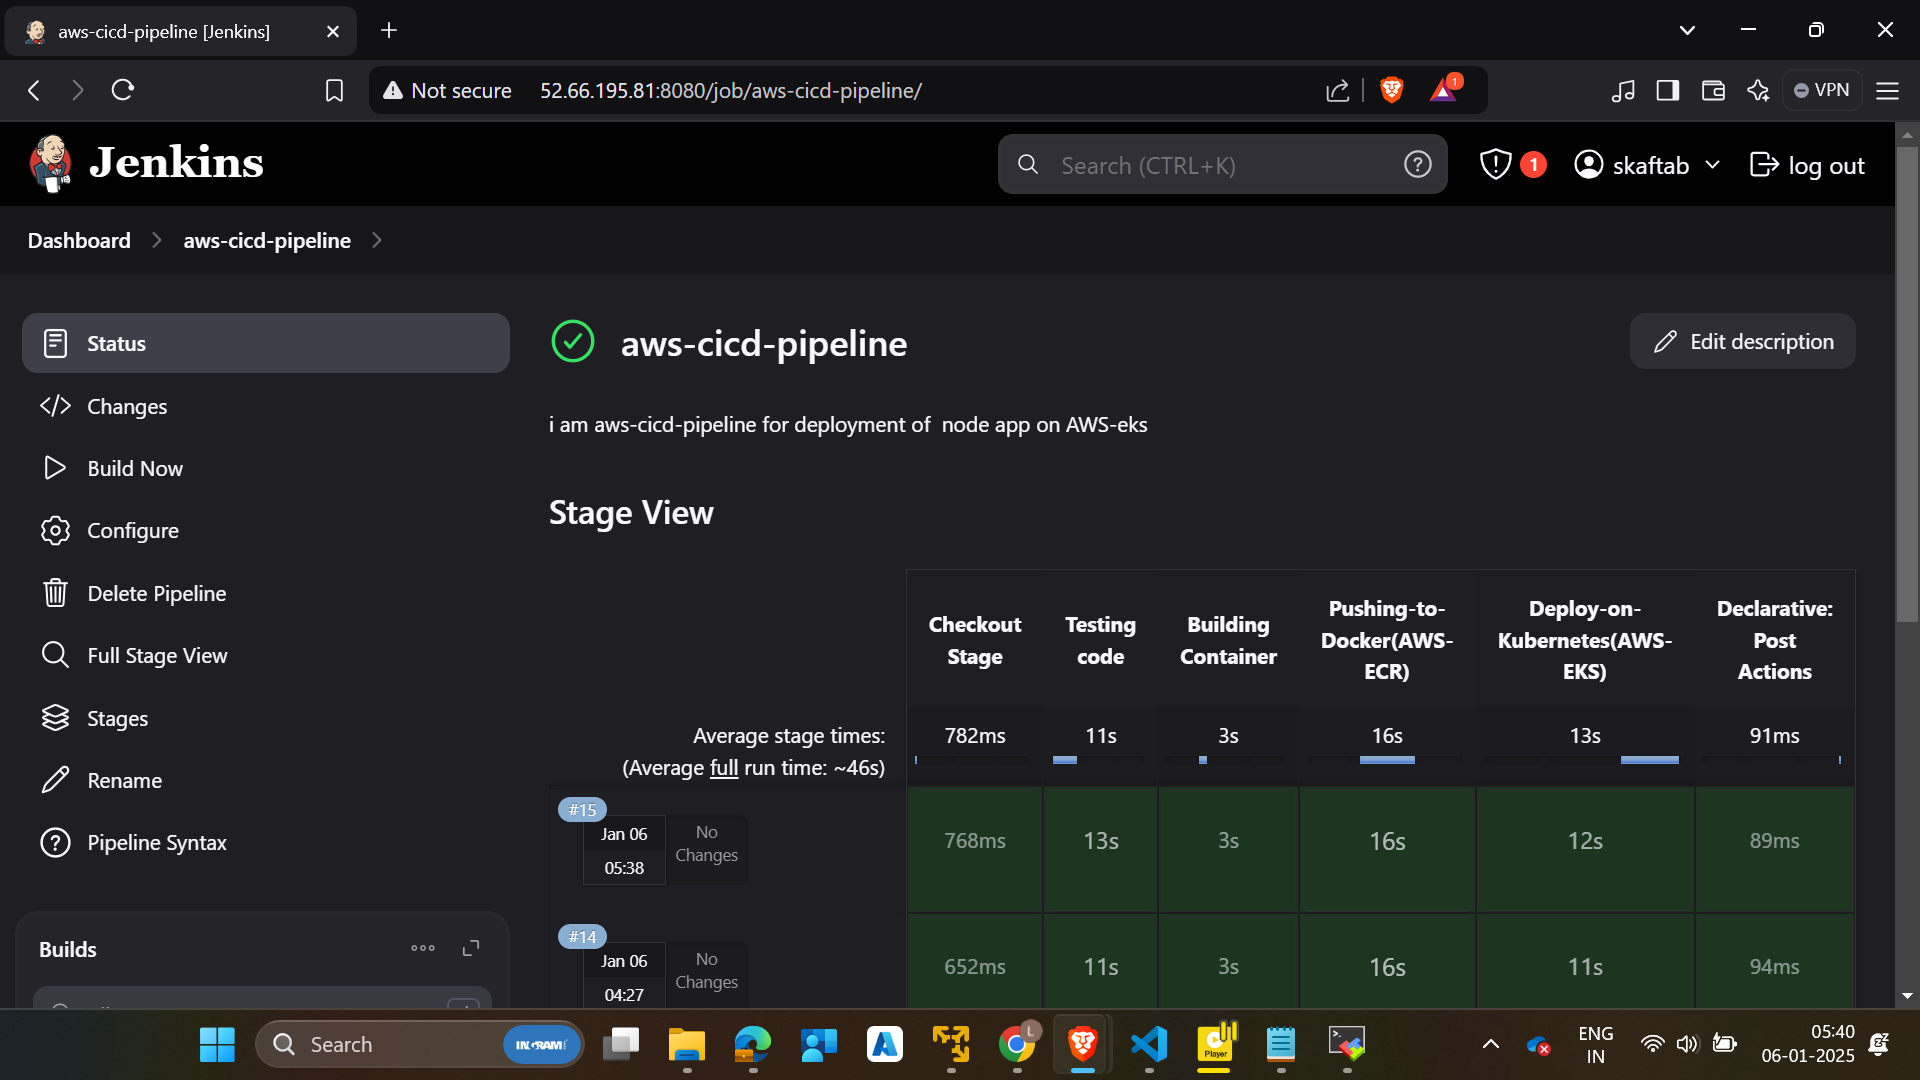 aws-cicd-pipeline [Jenkins]
Not secure 52.66.195.81:8080/job/aws-cicd-pipeline/
1
VPN
Jenkins
Search (CTRL+K)
1
skaftab
log out
Dashboard
aws-cicd-pipeline
Status
Changes
Build Now
Configure
Delete Pipeline
Full Stage View
Stages
Rename
Pipeline Syntax
Builds
aws-cicd-pipeline
Edit description
i am aws-cicd-pipeline for deployment of node app on AWS-eks
Stage View
Checkout
Stage
Testing
code
Building
Container
Pushing-to-
Docker(AWS-
ECR)
Deploy-on-
Kubernetes(AWS-
EKS)
Declarative:
Post
Actions
Average stage times:
(Average full run time: ~46s)
782ms 11s 3s 16s 13s 91ms
#15
Jan 06
05:38
No
Changes
768ms 13s 3s 16s 12s 89ms
#14
Jan 06
04:27
No
Changes
652ms 11s 3s 16s 11s 94ms
Search
INGRAM
L
Player
ENG
IN
05:40
06-01-2025